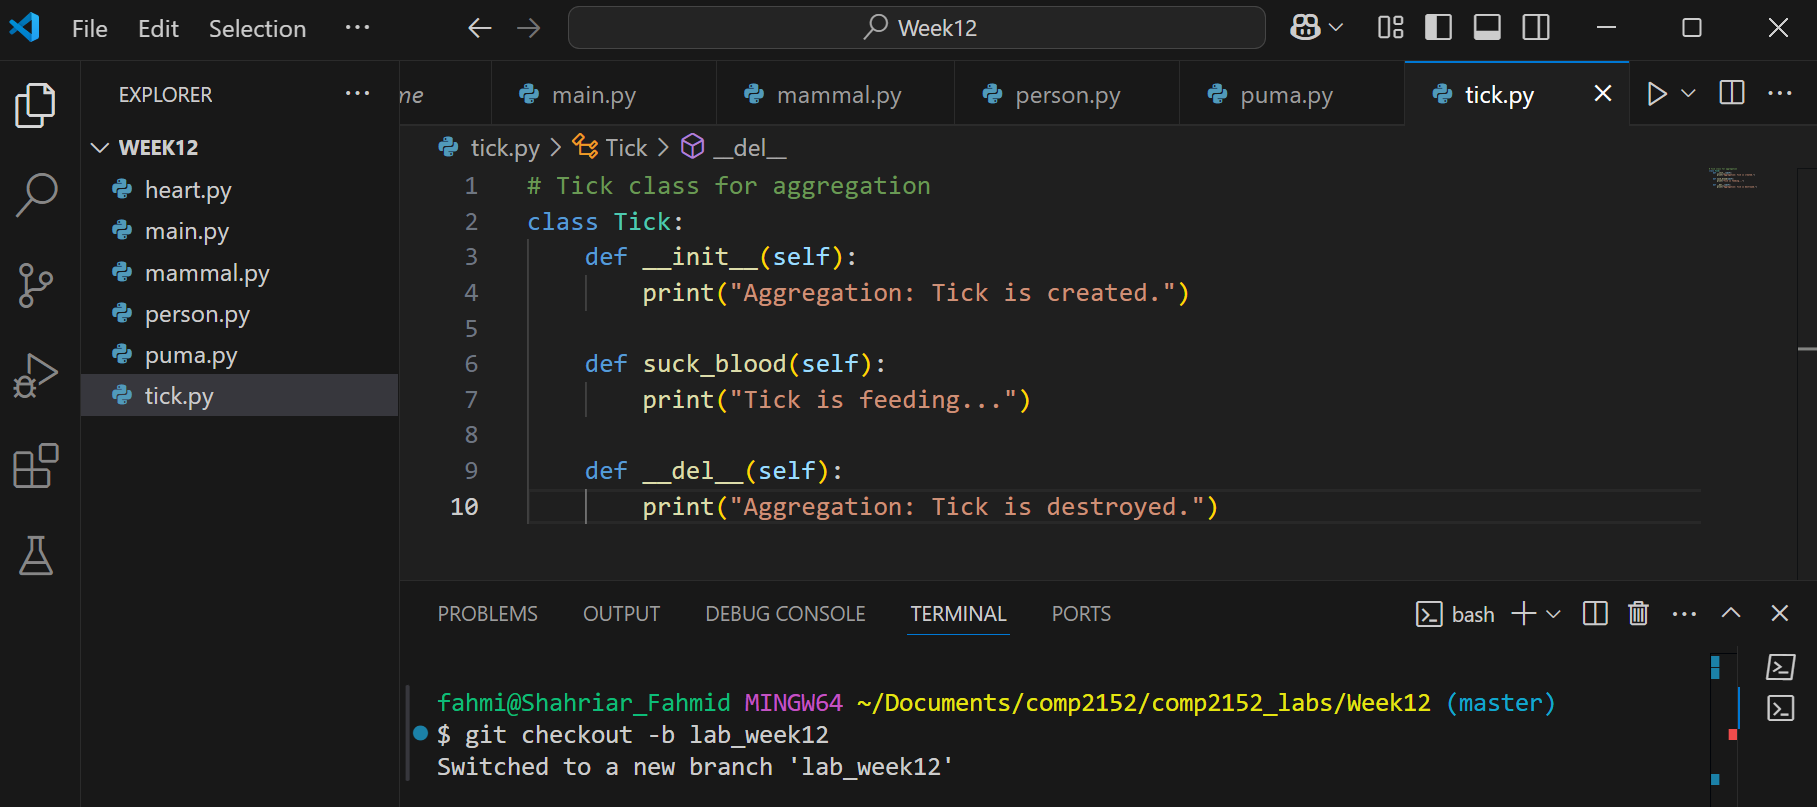 File Edit Selection ··· Week12
EXPLORER ···
WEEK12
heart.py
main.py
mammal.py
person.py
puma.py
tick.py
me main.py mammal.py person.py puma.py tick.py
tick.py > Tick > __del__
1 # Tick class for aggregation
2 class Tick:
3     def __init__(self):
4         print("Aggregation: Tick is created.")
5
6     def suck_blood(self):
7         print("Tick is feeding...")
8
9     def __del__(self):
10         print("Aggregation: Tick is destroyed.")
PROBLEMS OUTPUT DEBUG CONSOLE TERMINAL PORTS bash
fahmi@Shahriar_Fahmid MINGW64 ~/Documents/comp2152/comp2152_labs/Week12 (master)
$ git checkout -b lab_week12
Switched to a new branch 'lab_week12'